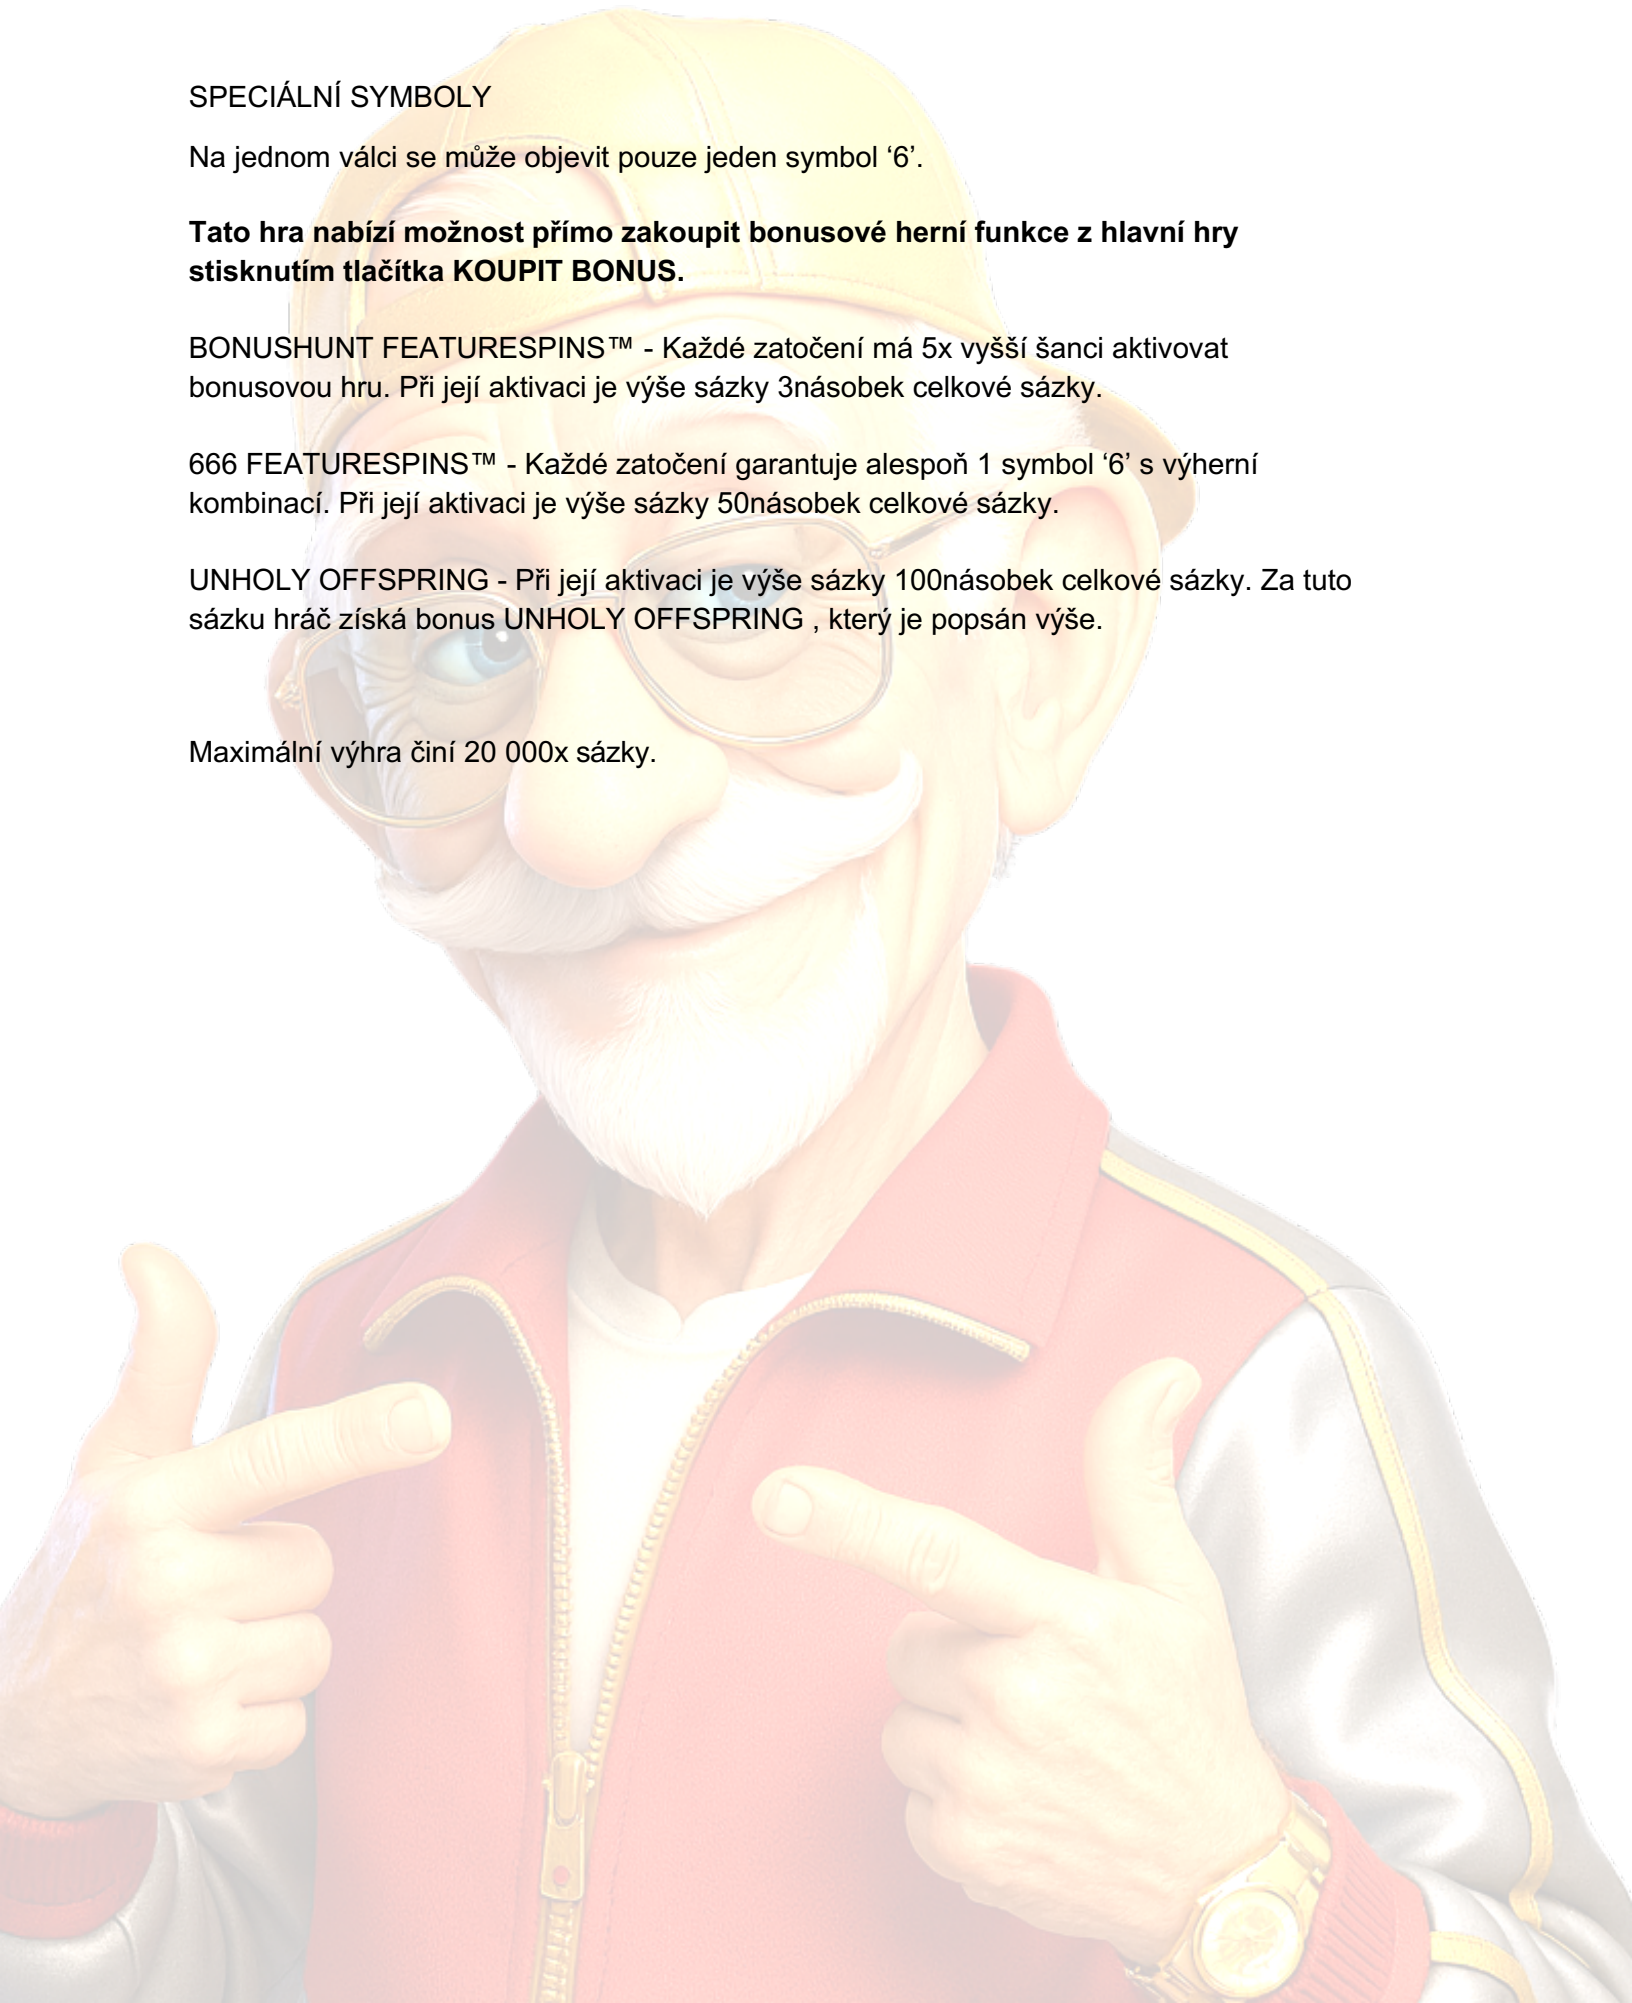 SPECIÁLNÍ SYMBOLY
Na jednom válci se může objevit pouze jeden symbol ‘6’.
Tato hra nabízí možnost přímo zakoupit bonusové herní funkce z hlavní hry
stisknutím tlačítka KOUPIT BONUS.
BONUSHUNT FEATURESPINS™ - Každé zatočení má 5x vyšší šanci aktivovat
bonusovou hru. Při její aktivaci je výše sázky 3násobek celkové sázky.
666 FEATURESPINS™ - Každé zatočení garantuje alespoň 1 symbol ‘6’ s výherní
kombinací. Při její aktivaci je výše sázky 50násobek celkové sázky.
UNHOLY OFFSPRING - Při její aktivaci je výše sázky 100násobek celkové sázky. Za tuto
sázku hráč získá bonus UNHOLY OFFSPRING , který je popsán výše.
Maximální výhra činí 20 000x sázky.